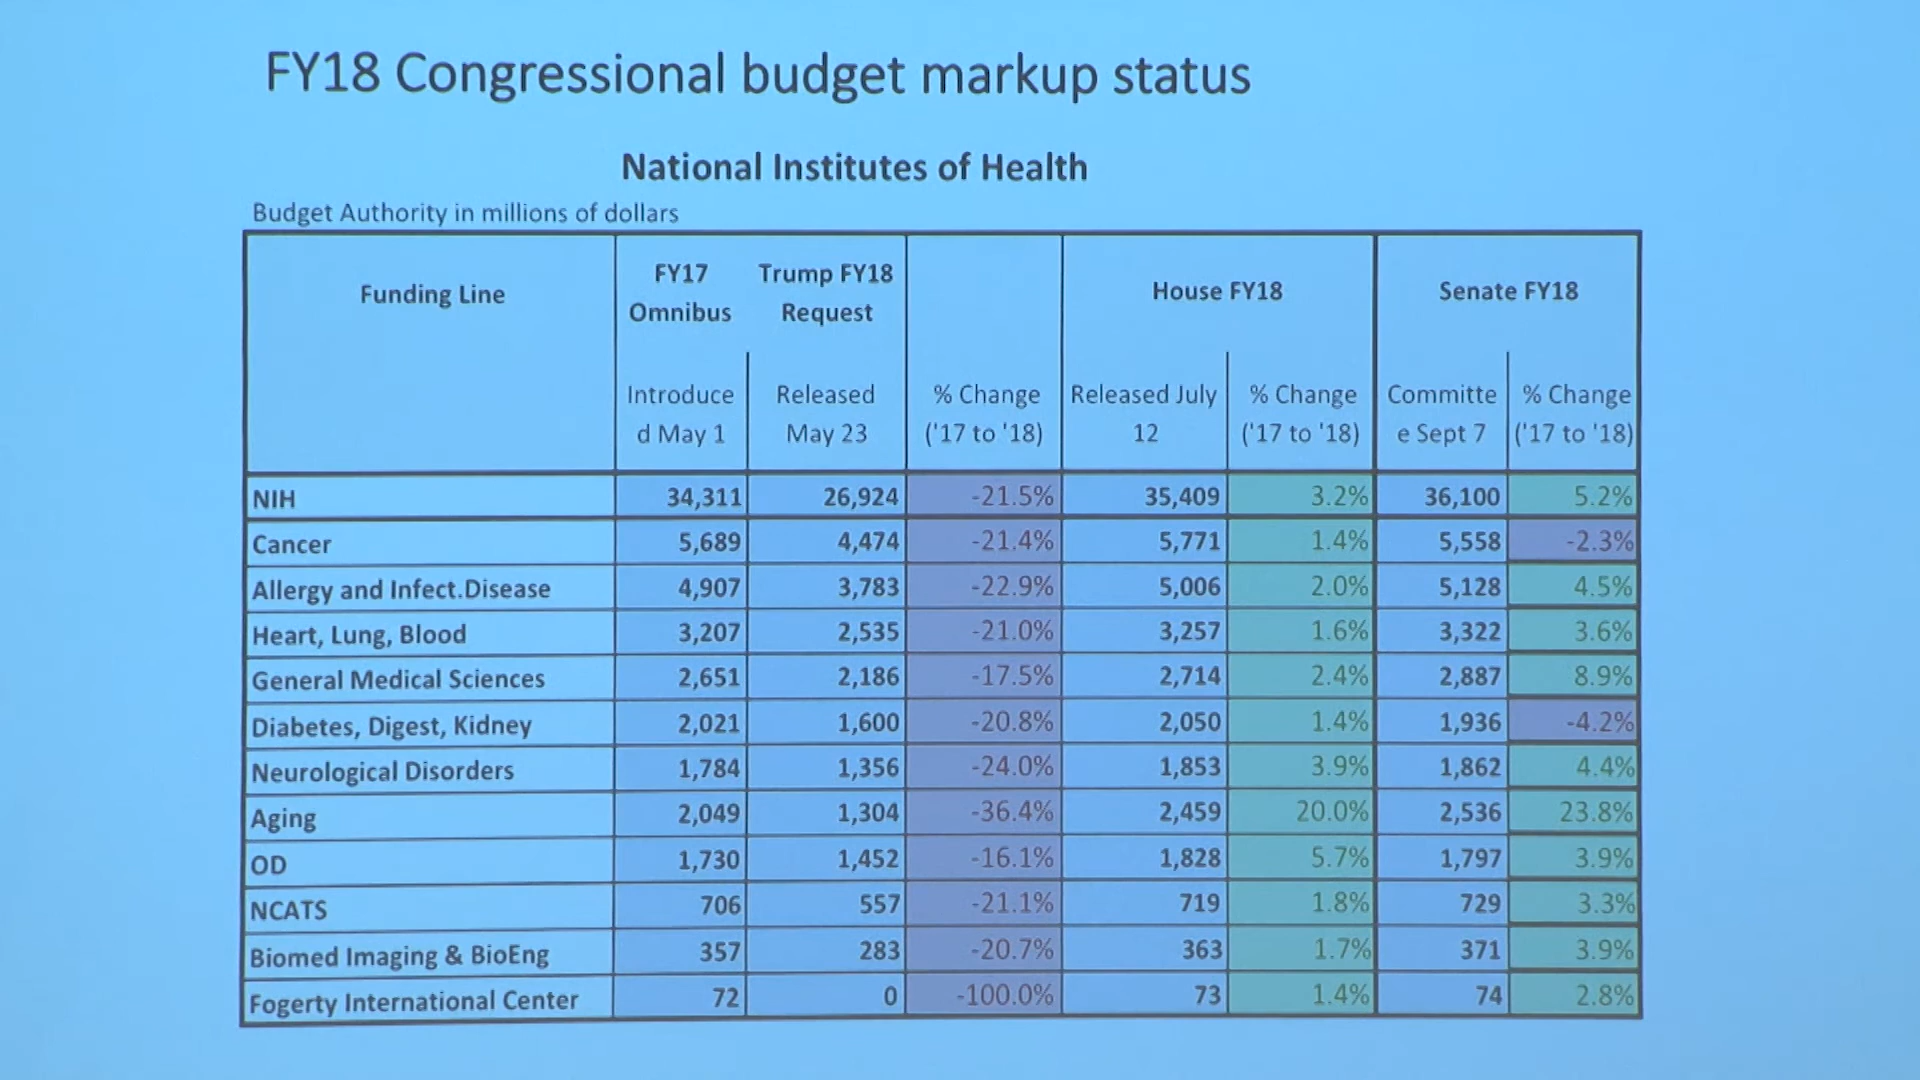 FY18 Congressional budget markup status
National Institutes of Health
Budget Authority in millions of dollars
Funding Line
FY17 Omnibus
Trump FY18 Request
House FY18
Senate FY18
Introduce
d May 1
Released
May 23
% Change
('17 to '18)
Released July
12
% Change
('17 to '18)
Committe
e Sept 7
% Change
('17 to '18)
NIH 34,311 26,924 -21.5% 35,409 3.2% 36,100 5.2%
Cancer 5,689 4,474 -21.4% 5,771 1.4% 5,558 -2.3%
Allergy and Infect.Disease 4,907 3,783 -22.9% 5,006 2.0% 5,128 4.5%
Heart, Lung, Blood 3,207 2,535 -21.0% 3,257 1.6% 3,322 3.6%
General Medical Sciences 2,651 2,186 -17.5% 2,714 2.4% 2,887 8.9%
Diabetes, Digest, Kidney 2,021 1,600 -20.8% 2,050 1.4% 1,936 -4.2%
Neurological Disorders 1,784 1,356 -24.0% 1,853 3.9% 1,862 4.4%
Aging 2,049 1,304 -36.4% 2,459 20.0% 2,536 23.8%
OD 1,730 1,452 -16.1% 1,828 5.7% 1,797 3.9%
NCATS 706 557 -21.1% 719 1.8% 729 3.3%
Biomed Imaging & BioEng 357 283 -20.7% 363 1.7% 371 3.9%
Fogerty International Center 72 0 -100.0% 73 1.4% 74 2.8%